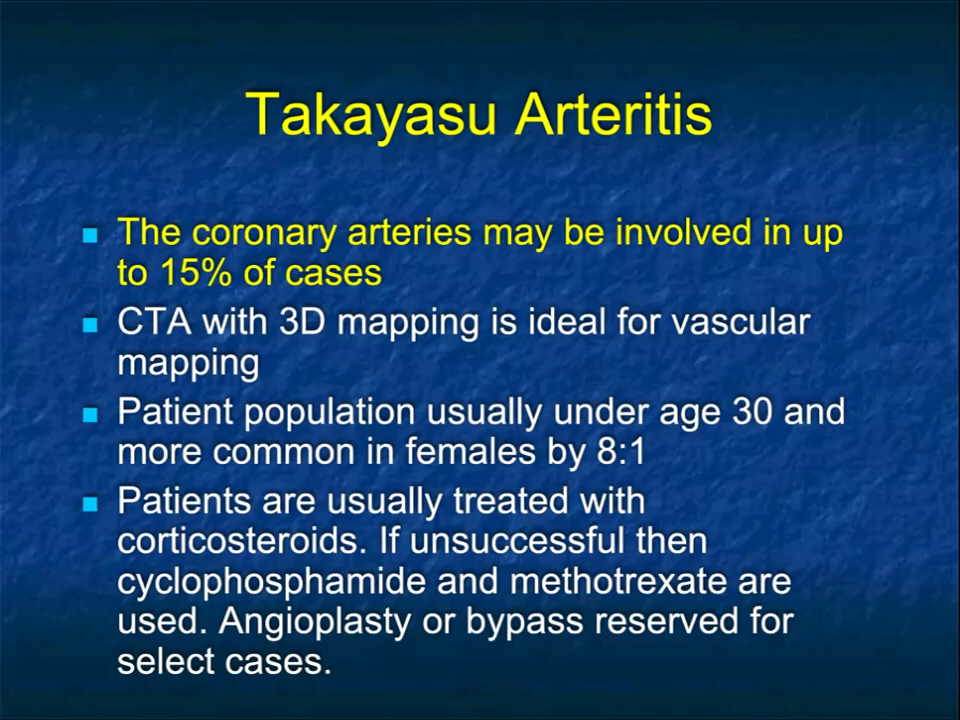 Takayasu Arteritis
The coronary arteries may be involved in up
to 15% of cases
CTA with 3D mapping is ideal for vascular
mapping
Patient population usually under age 30 and
more common in females by 8:1
Patients are usually treated with
corticosteroids. If unsuccessful then
cyclophosphamide and methotrexate are
used. Angioplasty or bypass reserved for
select cases.